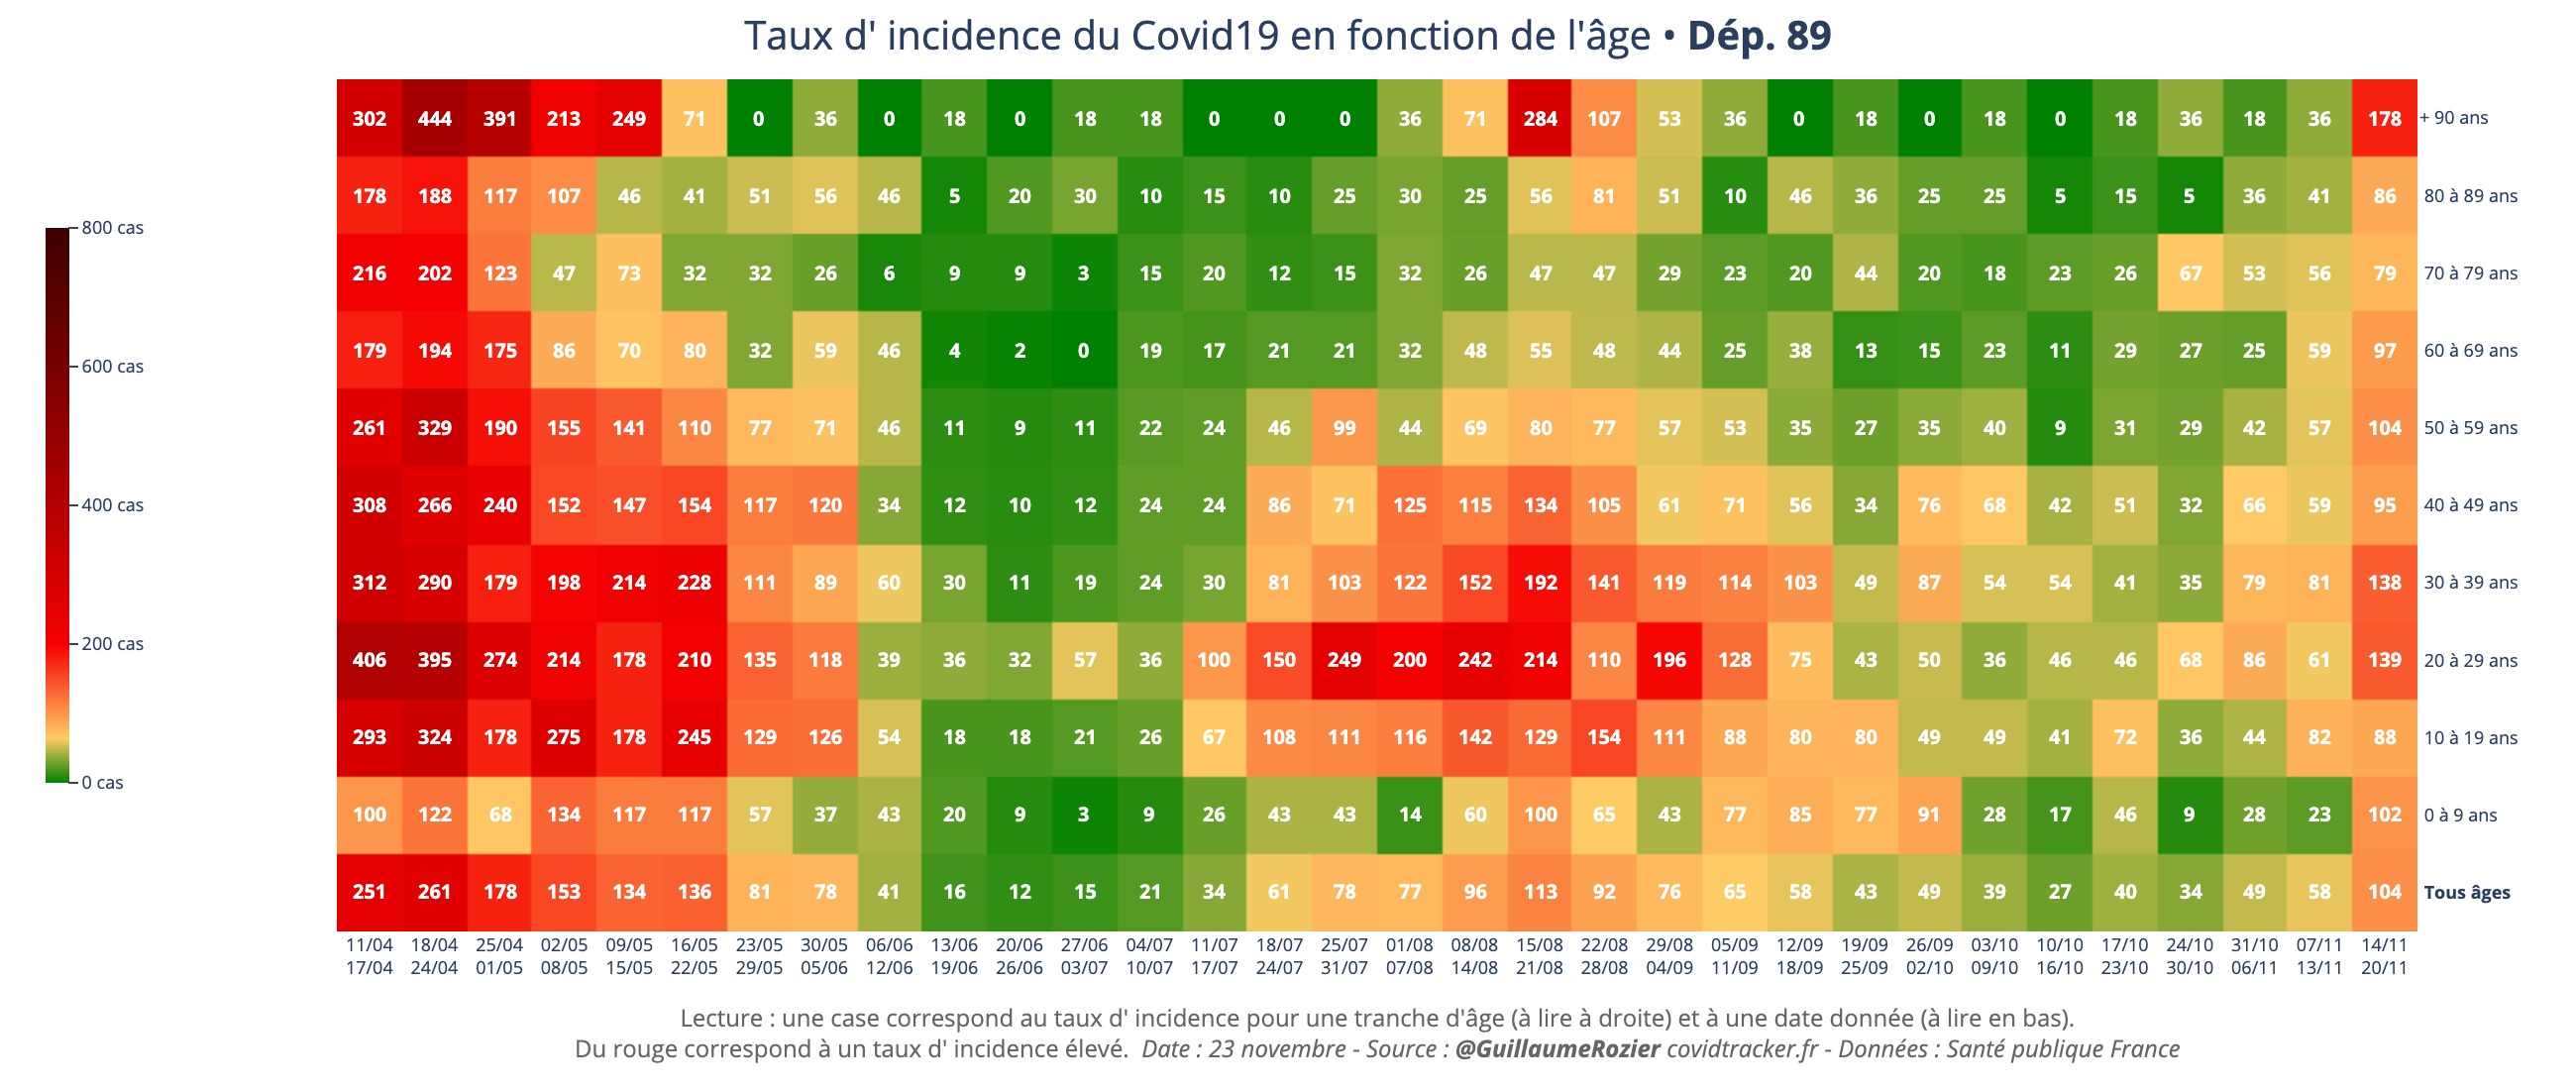 Taux d' incidence du Covid19 en fonction de l'âge • Dép. 89
800 cas
600 cas
400 cas
200 cas
0 cas
302 444 391 213 249 71 0 36 0 18 0 18 18 0 0 0 36 71 284 107 53 36 0 18 0 18 0 18 36 18 36 178 + 90 ans
178 188 117 107 46 41 51 56 46 5 20 30 10 15 10 25 30 25 56 81 51 10 46 36 25 25 5 15 5 36 41 86 80 à 89 ans
216 202 123 47 73 32 32 26 6 9 9 3 15 20 12 15 32 26 47 47 29 23 20 44 20 18 23 26 67 53 56 79 70 à 79 ans
179 194 175 86 70 80 32 59 46 4 2 0 19 17 21 21 32 48 55 48 44 25 38 13 15 23 11 29 27 25 59 97 60 à 69 ans
261 329 190 155 141 110 77 71 46 11 9 11 22 24 46 99 44 69 80 77 57 53 35 27 35 40 9 31 29 42 57 104 50 à 59 ans
308 266 240 152 147 154 117 120 34 12 10 12 24 24 86 71 125 115 134 105 61 71 56 34 76 68 42 51 32 66 59 95 40 à 49 ans
312 290 179 198 214 228 111 89 60 30 11 19 24 30 81 103 122 152 192 141 119 114 103 49 87 54 54 41 35 79 81 138 30 à 39 ans
406 395 274 214 178 210 135 118 39 36 32 57 36 100 150 249 200 242 214 110 196 128 75 43 50 36 46 46 68 86 61 139 20 à 29 ans
293 324 178 275 178 245 129 126 54 18 18 21 26 67 108 111 116 142 129 154 111 88 80 80 49 49 41 72 36 44 82 88 10 à 19 ans
100 122 68 134 117 117 57 37 43 20 9 3 9 26 43 43 14 60 100 65 43 77 85 77 91 28 17 46 9 28 23 102 0 à 9 ans
251 261 178 153 134 136 81 78 41 16 12 15 21 34 61 78 77 96 113 92 76 65 58 43 49 39 27 40 34 49 58 104 Tous âges
11/04 18/04 25/04 02/05 09/05 16/05 23/05 30/05 06/06 13/06 20/06 27/06 04/07 11/07 18/07 25/07 01/08 08/08 15/08 22/08 29/08 05/09 12/09 19/09 26/09 03/10 10/10 17/10 24/10 31/10 07/11 14/11
17/04 24/04 01/05 08/05 15/05 22/05 29/05 05/06 12/06 19/06 26/06 03/07 10/07 17/07 24/07 31/07 07/08 14/08 21/08 28/08 04/09 11/09 18/09 25/09 02/10 09/10 16/10 23/10 30/10 06/11 13/11 20/11
Lecture : une case correspond au taux d' incidence pour une tranche d'âge (à lire à droite) et à une date donnée (à lire en bas).
Du rouge correspond à un taux d' incidence élevé. Date : 23 novembre - Source : @GuillaumeRozier covidtracker.fr - Données : Santé publique France